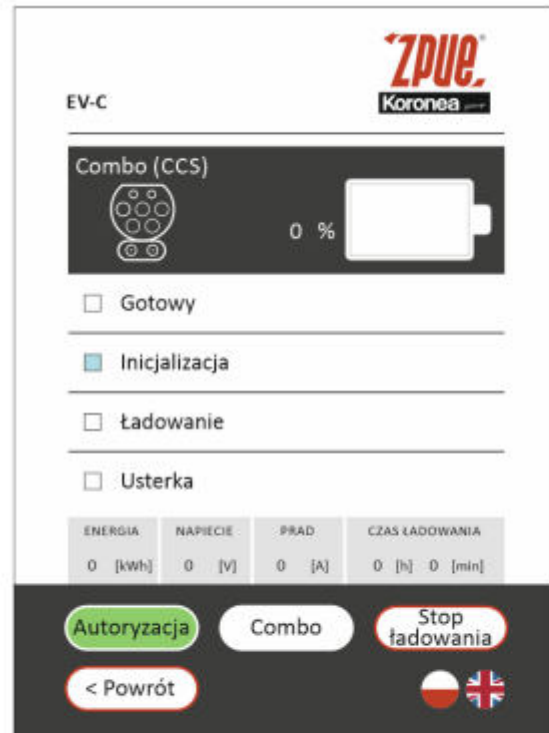 ZPUE
EV-C
Koronea
Combo (CCS)
0 %
Gotowy
Inicjalizacja
Ładowanie
Usterka
ENERGIA NAPIECIE PRAD CZAS ŁADOWANIA
0 [kWh] 0 [V] 0 [A] 0 [h] 0 [min]
Autoryzacja Combo Stop
ładowania
< Powrót